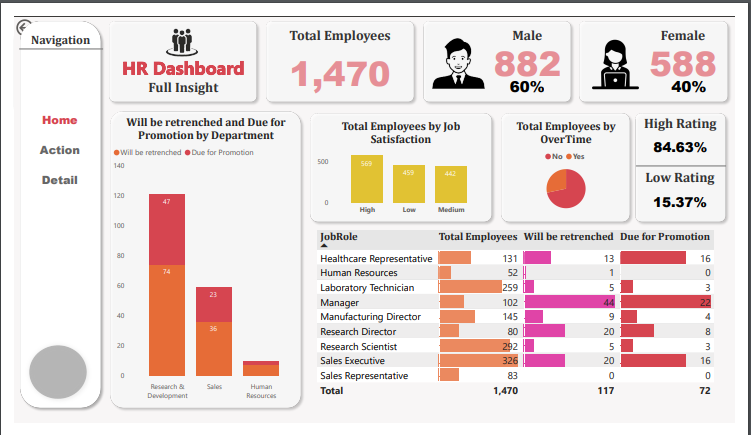 Navigation
Home
Action
Detail
HR Dashboard
Full Insight
Total Employees
1,470
Male
882
60%
Female
588
40%
Will be retrenched and Due for
Promotion by Department
Will be retrenched Due for Promotion
140
120
100
80
60
40
20
0
47
74
23
36
Research &
Development
Sales
Human
Resources
Total Employees by Job
Satisfaction
500
0
569
459
442
High Low Medium
Total Employees by
OverTime
No Yes
High Rating
84.63%
Low Rating
15.37%
JobRole Total Employees Will be retrenched Due for Promotion
Healthcare Representative 131 13 16
Human Resources 52 1 0
Laboratory Technician 259 5 3
Manager 102 44 22
Manufacturing Director 145 9 4
Research Director 80 20 8
Research Scientist 292 5 3
Sales Executive 326 20 16
Sales Representative 83 0 0
Total 1,470 117 72